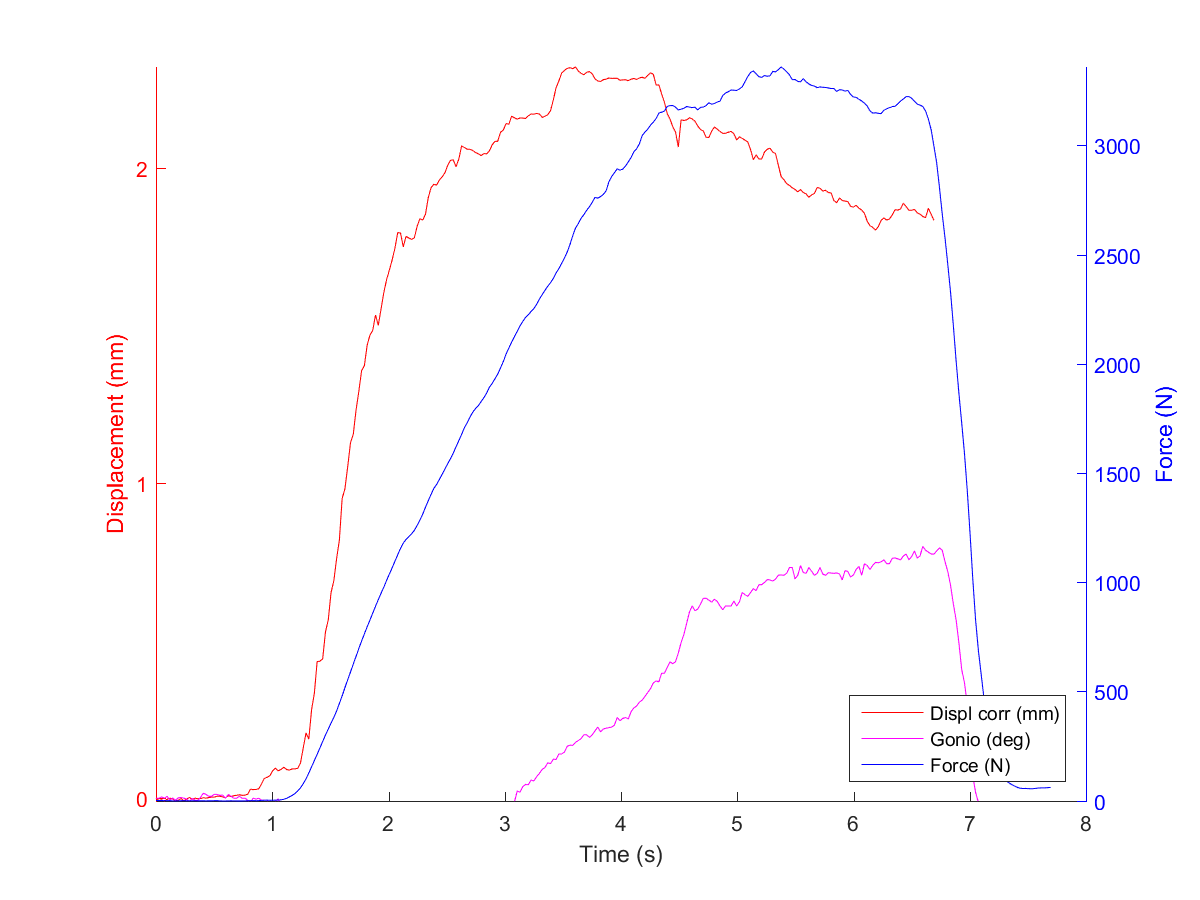 Displacement (mm)
2
1
0
3000
2500
2000
1500
1000
500
0
Force (N)
Displ corr (mm)
Gonio (deg)
Force (N)
0 1 2 3 4 5 6 7 8
Time (s)